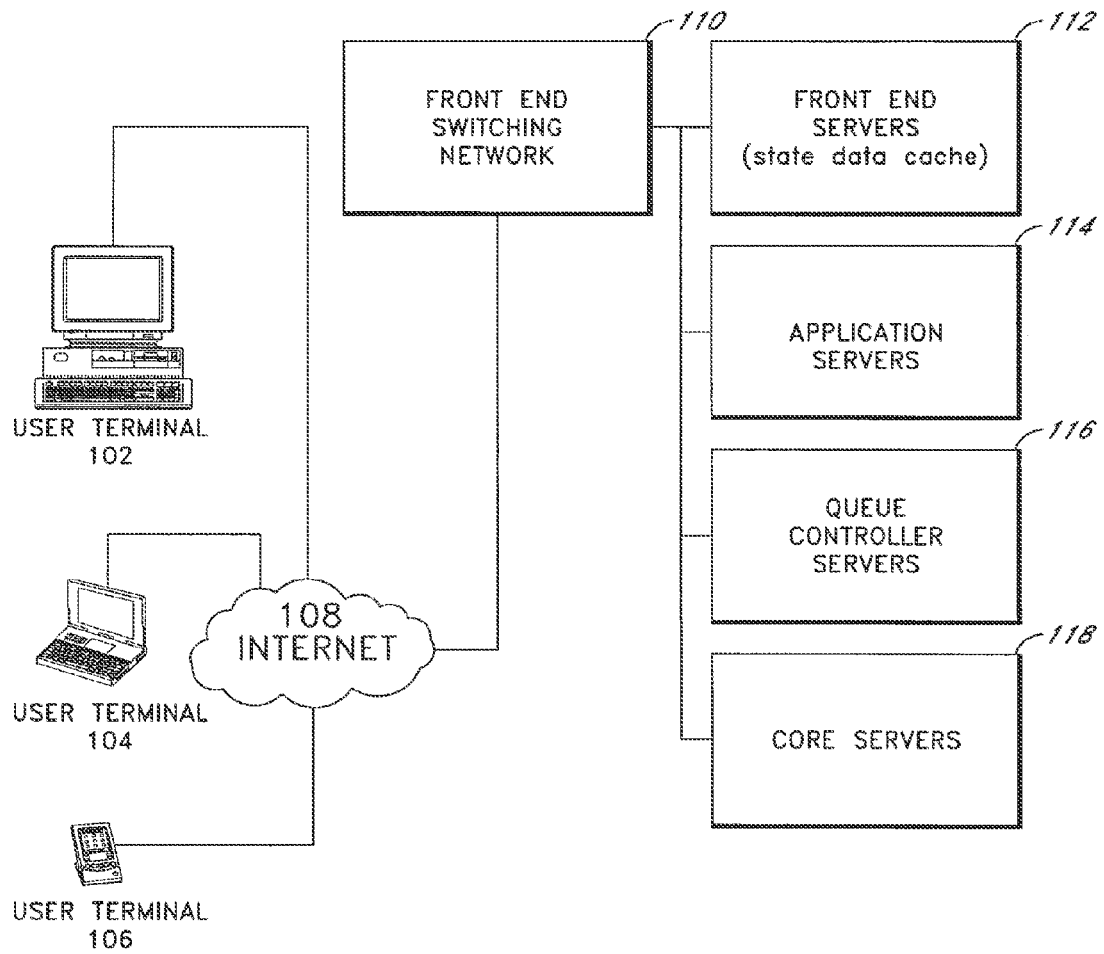 110
FRONT END
SWITCHING
NETWORK
112
FRONT END
SERVERS
(state data cache)
114
APPLICATION
SERVERS
116
QUEUE
CONTROLLER
SERVERS
118
CORE SERVERS
USER TERMINAL
102
108
INTERNET
USER TERMINAL
104
USER TERMINAL
106